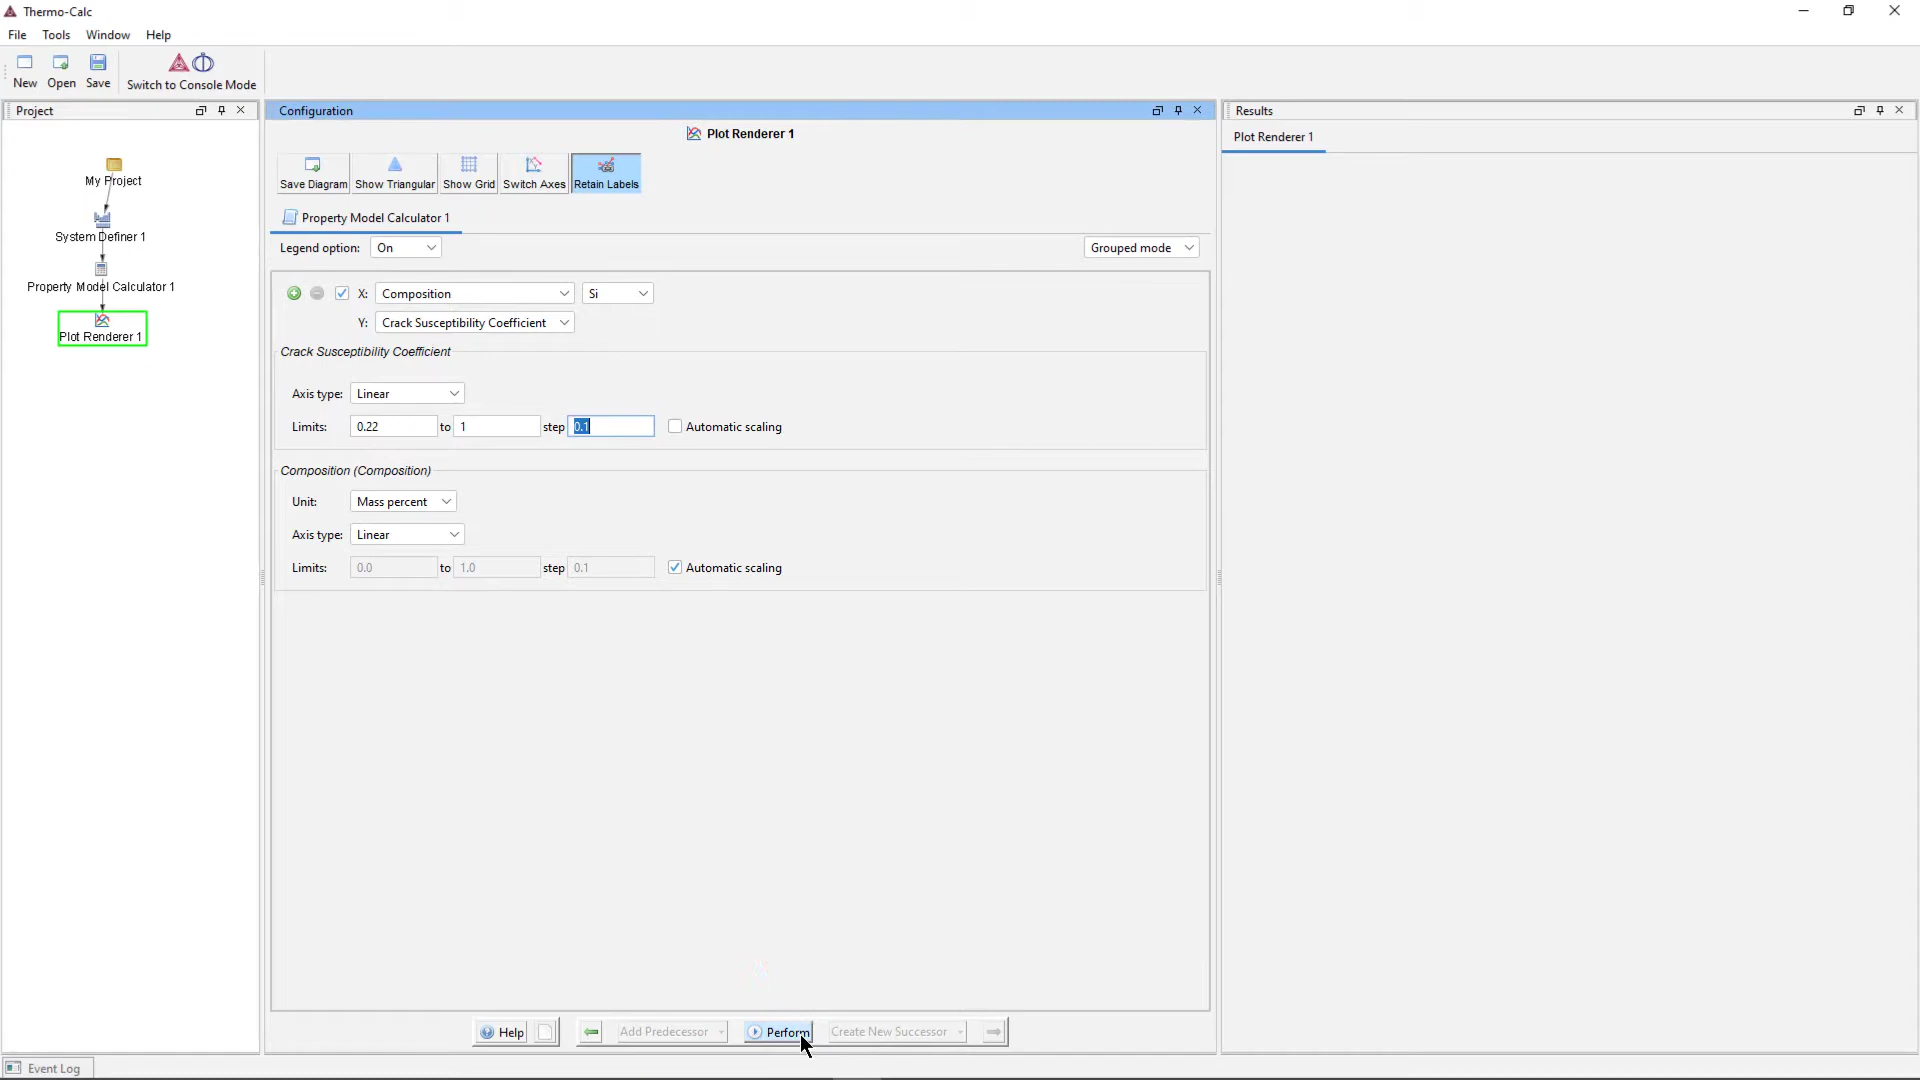 Thermo-Calc
File Tools Window Help
New Open Save Switch to Console Mode
Project
My Project
System Definer 1
Property Model Calculator 1
Plot Renderer 1
Configuration
Plot Renderer 1
Save Diagram Show Triangular Show Grid Switch Axes Retain Labels
Property Model Calculator 1
Legend option: On Grouped mode
X: Composition Si
Y: Crack Susceptibility Coefficient
Crack Susceptibility Coefficient
Axis type: Linear
Limits: 0.22 to 1 step 0.1 Automatic scaling
Composition (Composition)
Unit: Mass percent
Axis type: Linear
Limits: 0.0 to 1.0 step 0.1 Automatic scaling
Help Add Predecessor Perform Create New Successor
Results
Plot Renderer 1
Event Log